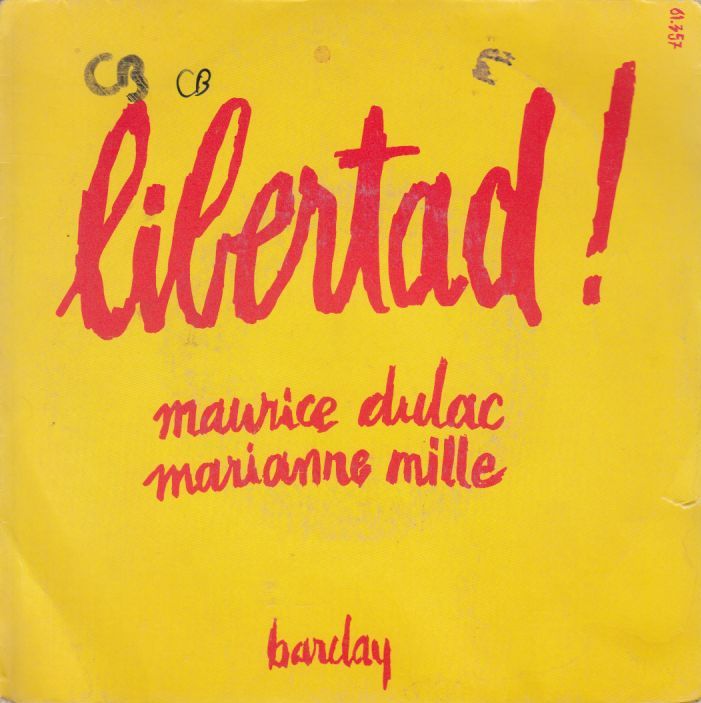 61.357
CB CB
libertad !
maurice dulac
marianne mille
barclay